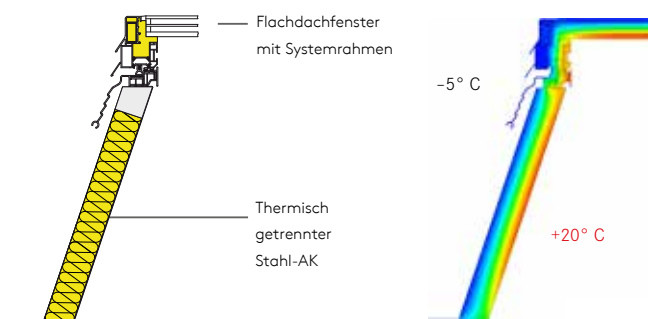 Flachdachfenster
mit Systemrahmen
–5° C
Thermisch
getrennter
Stahl-AK
+20° C